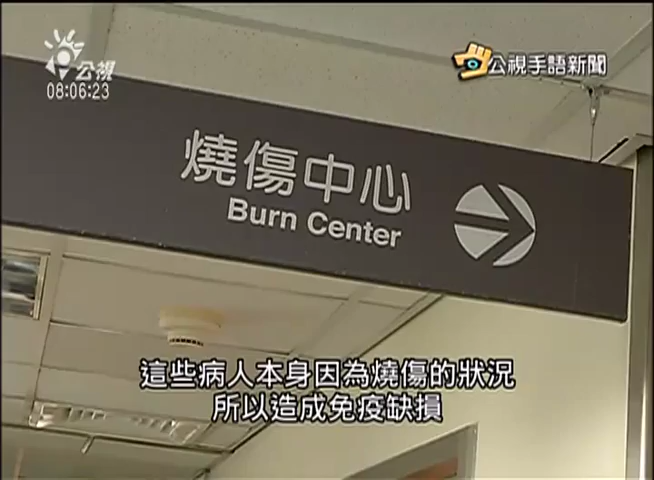 公視
公視手語新聞
08:06:23
燒傷中心
Burn Center
這些病人本身因為燒傷的狀況
所以造成免疫缺損